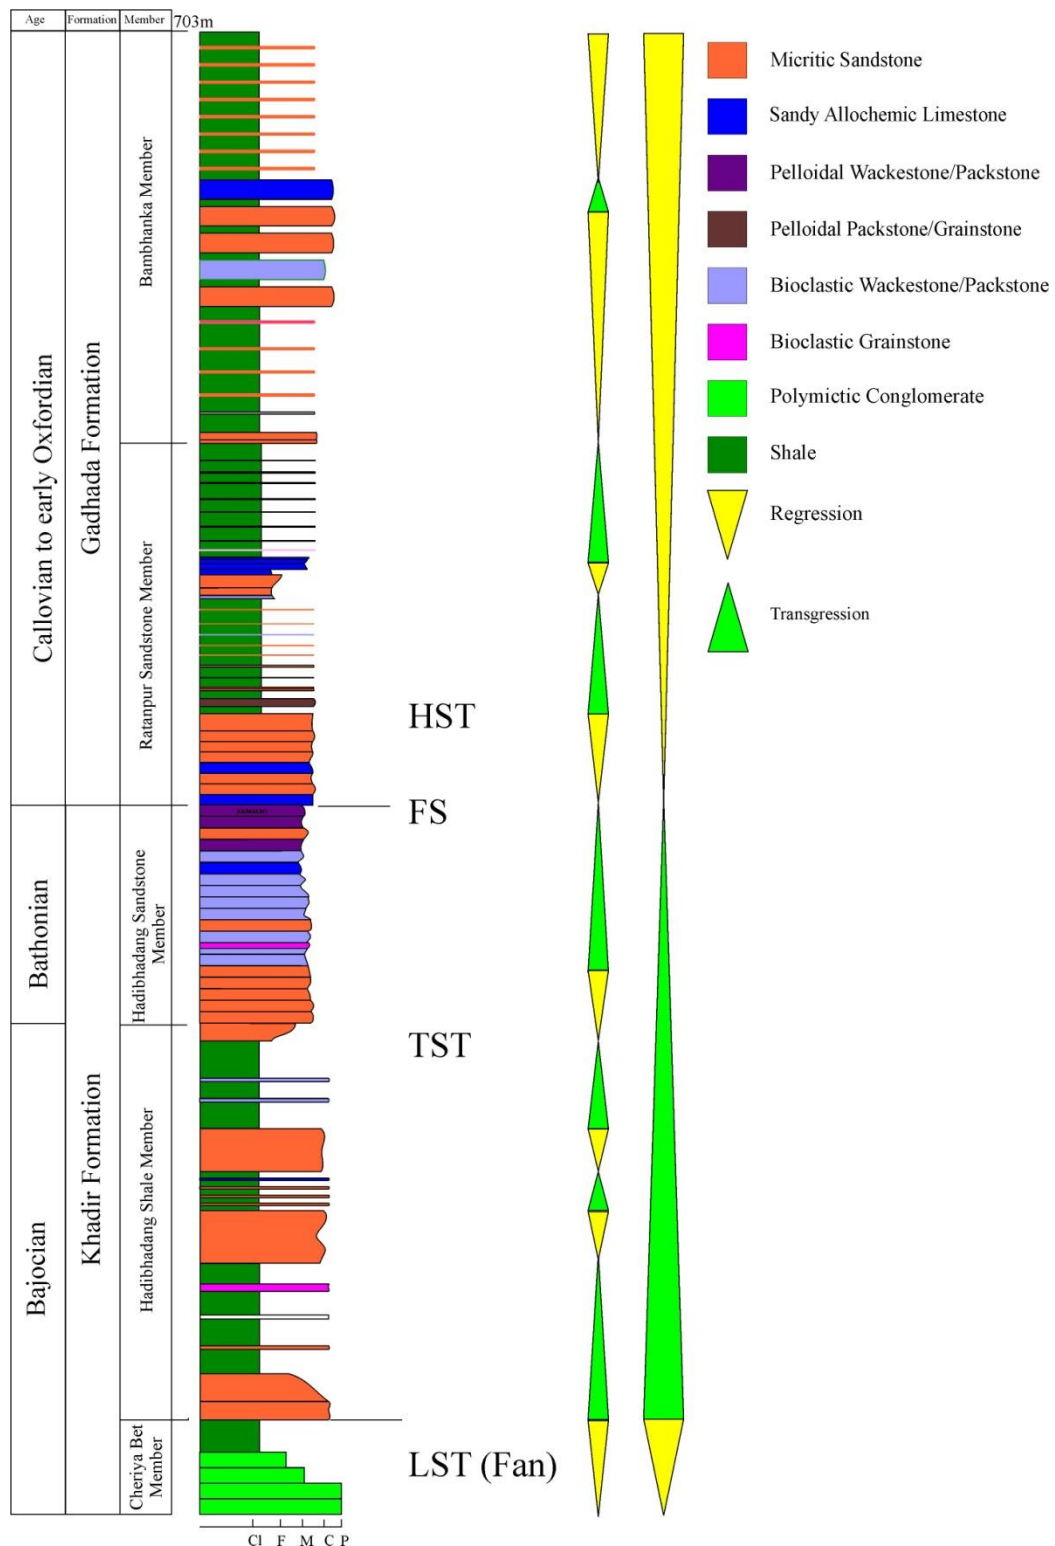 Age Formation Member 703m
Callovian to early Oxfordian
Bathonian
Bajocian
Gadhada Formation
Khadir Formation
Bambhanka Member
Ratanpur Sandstone Member
Hadibhadang Sandstone
Member
Hadibhadang Shale Member
Cheriya Bet
Member
HST
FS
TST
LST (Fan)
Cl F M C P
Micritic Sandstone
Sandy Allochemic Limestone
Pelloidal Wackestone/Packstone
Pelloidal Packstone/Grainstone
Bioclastic Wackestone/Packstone
Bioclastic Grainstone
Polymictic Conglomerate
Shale
Regression
Transgression